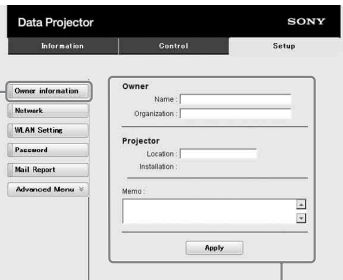 Data Projector
SONY
Information
Control
Setup
Owner information
Network
WLAN Setting
Password
Mail Report
Advanced Menu
Owner
Name :
Organization :
Projector
Location :
Installation :
Memo :
Apply